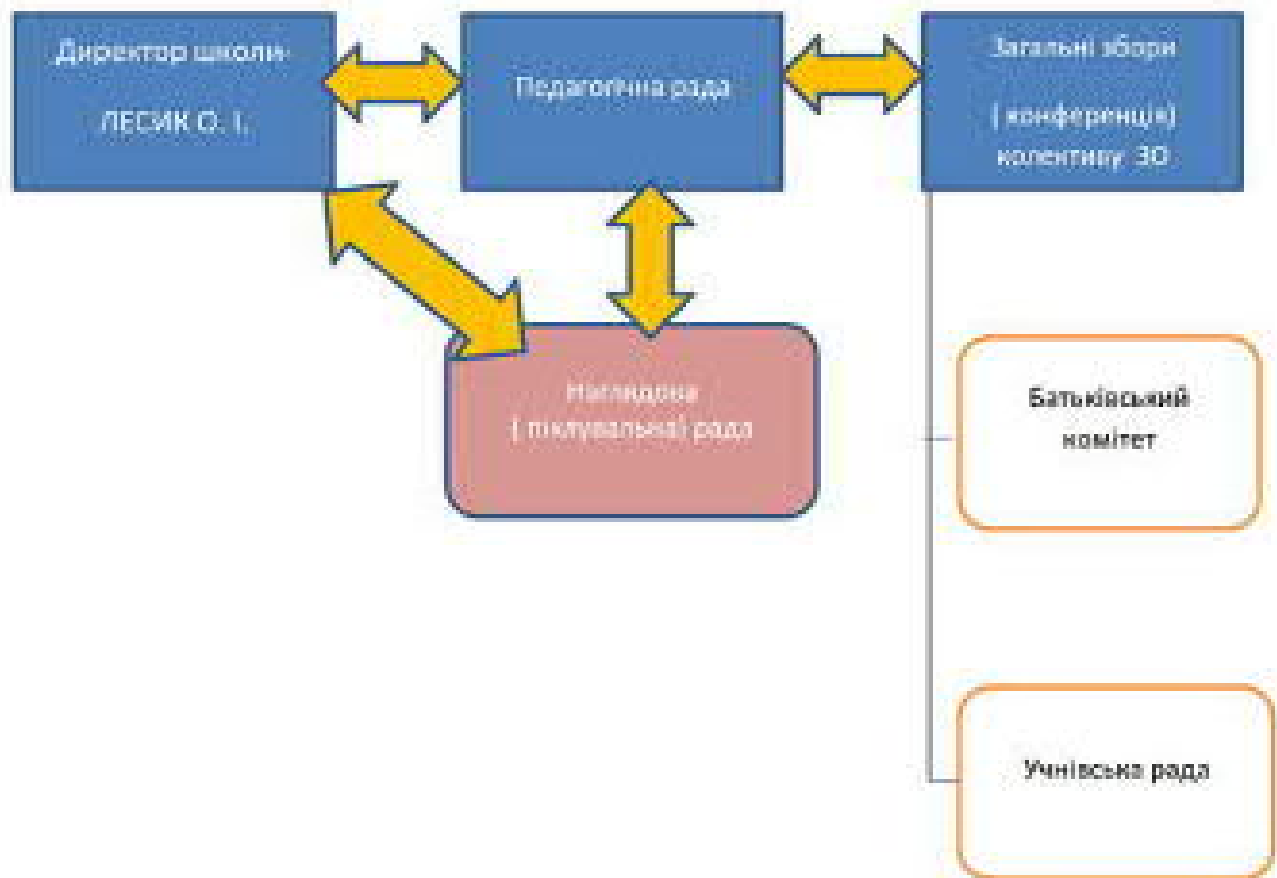 Директор школи-
ЛЕСИК О. І.
Педагогічна рада
Загальні збори
( конференція)
колективу ЗО
Наглядова
( піклувальна) рада
Батьківський
комітет
Учнівська рада